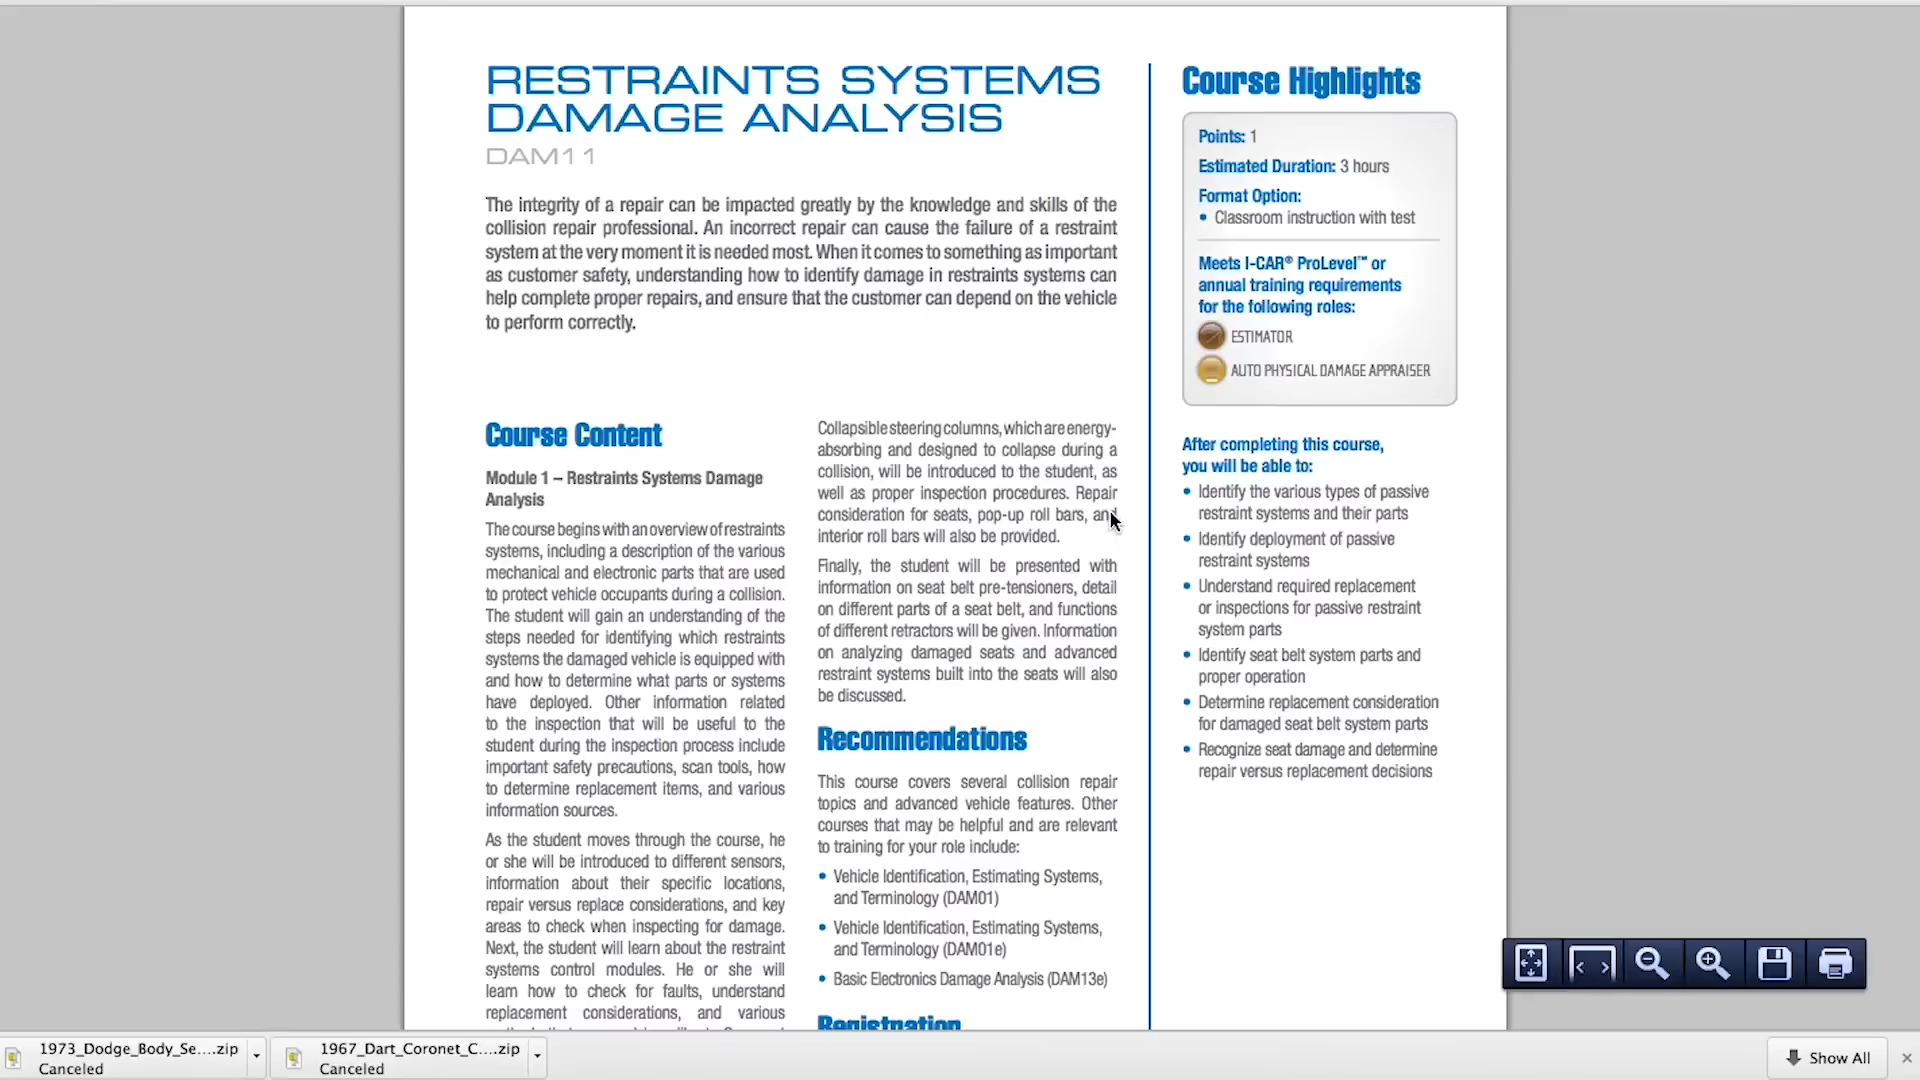 RESTRAINTS SYSTEMS
DAMAGE ANALYSIS
DAM11
The integrity of a repair can be impacted greatly by the knowledge and skills of the
collision repair professional. An incorrect repair can cause the failure of a restraint
system at the very moment it is needed most. When it comes to something as important
as customer safety, understanding how to identify damage in restraints systems can
help complete proper repairs, and ensure that the customer can depend on the vehicle
to perform correctly.
Course Content
Module 1 – Restraints Systems Damage
Analysis
The course begins with an overview of restraints
systems, including a description of the various
mechanical and electronic parts that are used
to protect vehicle occupants during a collision.
The student will gain an understanding of the
steps needed for identifying which restraints
systems the damaged vehicle is equipped with
and how to determine what parts or systems
have deployed. Other information related
to the inspection that will be useful to the
student during the inspection process include
important safety precautions, scan tools, how
to determine replacement items, and various
information sources.
As the student moves through the course, he
or she will be introduced to different sensors,
information about their specific locations,
repair versus replace considerations, and key
areas to check when inspecting for damage.
Next, the student will learn about the restraint
systems control modules. He or she will
learn how to check for faults, understand
replacement considerations, and various
Collapsible steering columns, which are energy-
absorbing and designed to collapse during a
collision, will be introduced to the student, as
well as proper inspection procedures. Repair
consideration for seats, pop-up roll bars, and
interior roll bars will also be provided.
Finally, the student will be presented with
information on seat belt pre-tensioners, detail
on different parts of a seat belt, and functions
of different retractors will be given. Information
on analyzing damaged seats and advanced
restraint systems built into the seats will also
be discussed.
Recommendations
This course covers several collision repair
topics and advanced vehicle features. Other
courses that may be helpful and are relevant
to training for your role include:
• Vehicle Identification, Estimating Systems,
and Terminology (DAM01)
• Vehicle Identification, Estimating Systems,
and Terminology (DAM01e)
• Basic Electronics Damage Analysis (DAM13e)
Registration
Course Highlights
Points: 1
Estimated Duration: 3 hours
Format Option:
• Classroom instruction with test
Meets I-CAR® ProLevel™ or
annual training requirements
for the following roles:
ESTIMATOR
AUTO PHYSICAL DAMAGE APPRAISER
After completing this course,
you will be able to:
• Identify the various types of passive
restraint systems and their parts
• Identify deployment of passive
restraint systems
• Understand required replacement
or inspections for passive restraint
system parts
• Identify seat belt system parts and
proper operation
• Determine replacement consideration
for damaged seat belt system parts
• Recognize seat damage and determine
repair versus replacement decisions
1973_Dodge_Body_Se....zip
Canceled
1967_Dart_Coronet_C....zip
Canceled
Show All